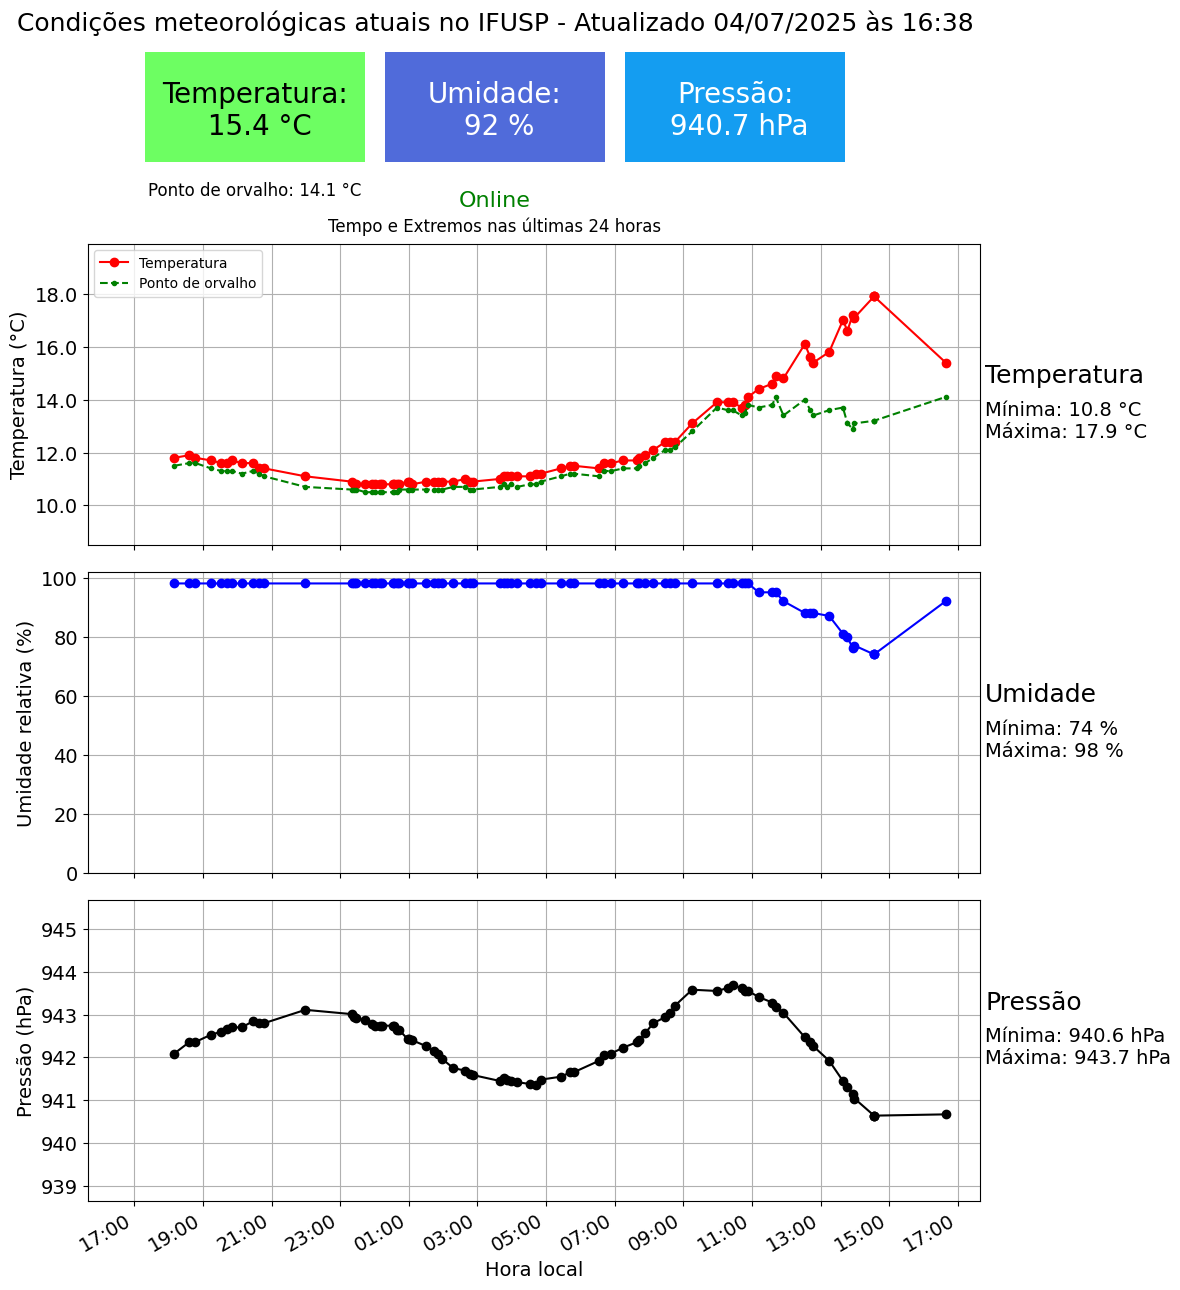 Condições meteorológicas atuais no IFUSP - Atualizado 04/07/2025 às 16:38
Temperatura:
15.4 °C
Umidade:
92 %
Pressão:
940.7 hPa
Ponto de orvalho: 14.1 °C
Online
Tempo e Extremos nas últimas 24 horas
Temperatura
Ponto de orvalho
Temperatura (°C)
18.0
16.0
14.0
12.0
10.0
Temperatura
Mínima: 10.8 °C
Máxima: 17.9 °C
Umidade relativa (%)
100
80
60
40
20
0
Umidade
Mínima: 74 %
Máxima: 98 %
Pressão (hPa)
945
944
943
942
941
940
939
Pressão
Mínima: 940.6 hPa
Máxima: 943.7 hPa
17:00
19:00
21:00
23:00
01:00
03:00
05:00
07:00
09:00
11:00
13:00
15:00
17:00
Hora local